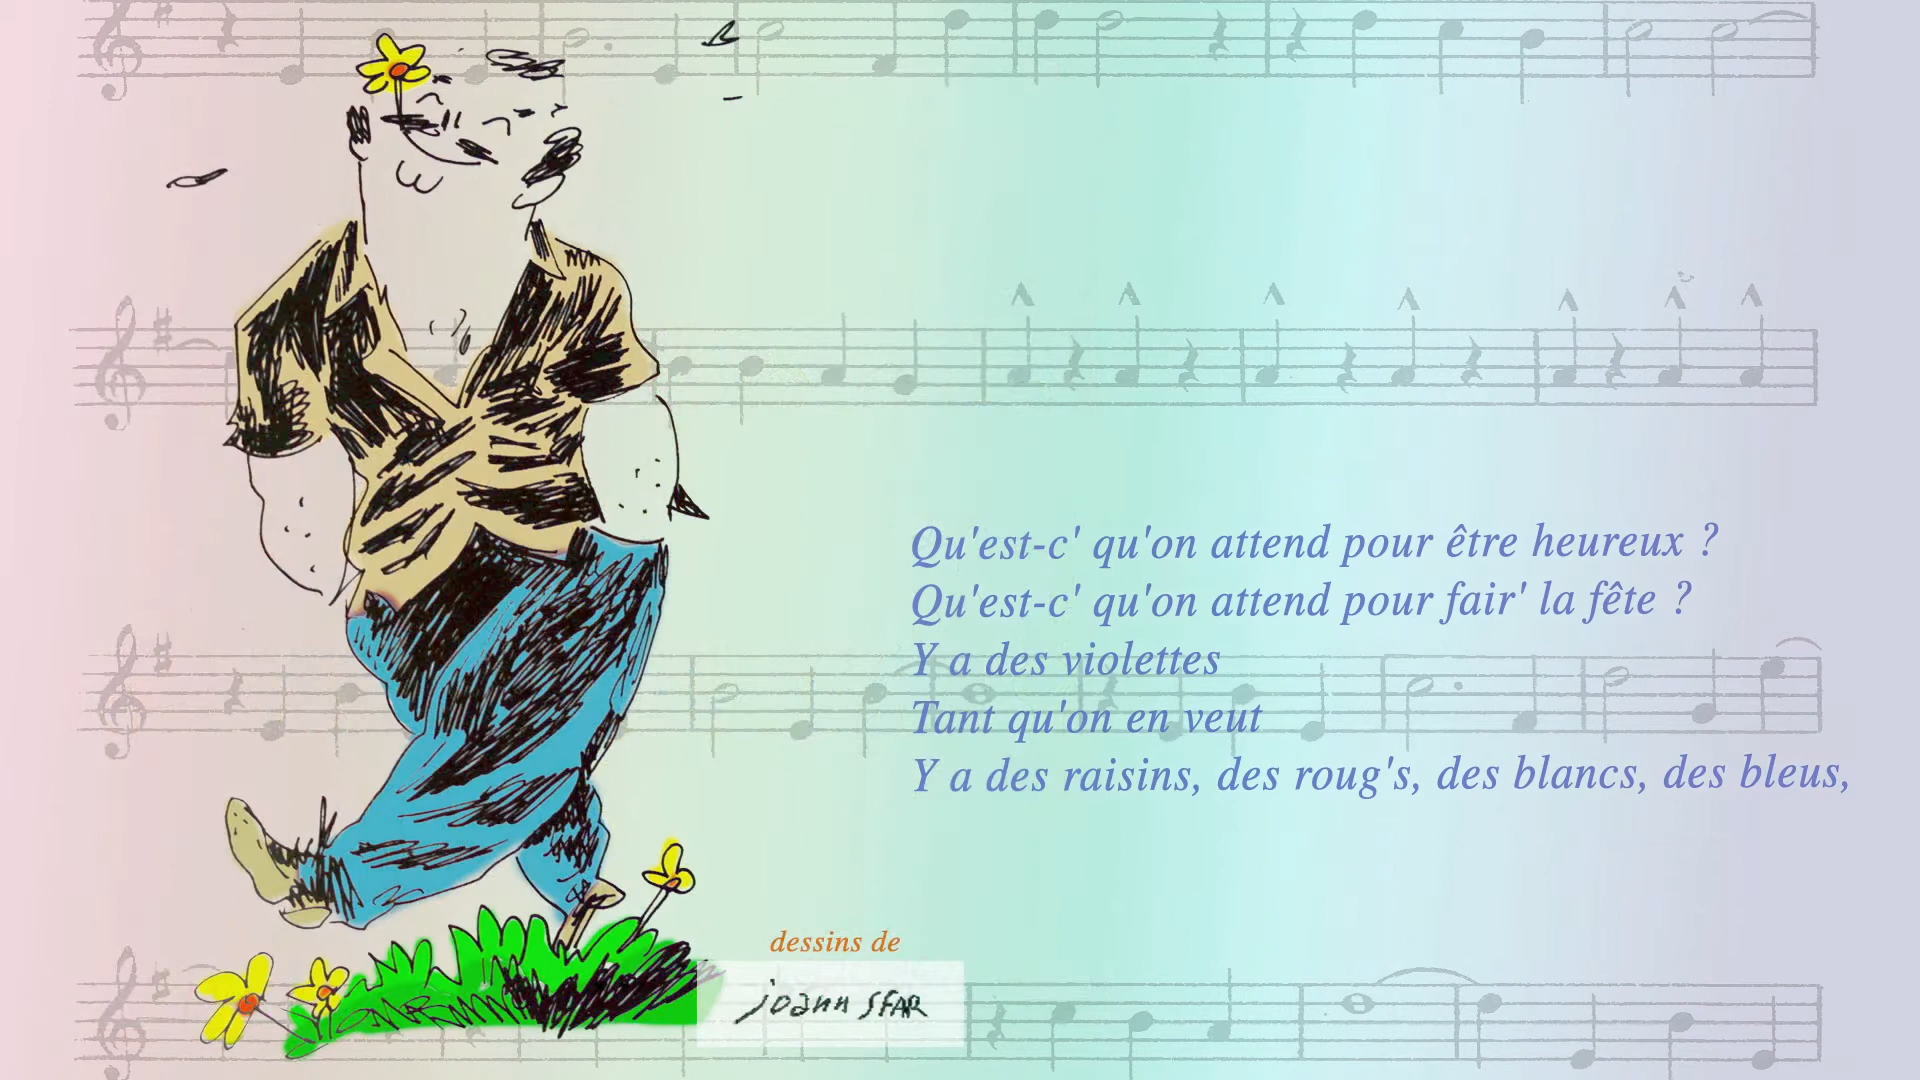 Qu'est-c' qu'on attend pour être heureux ?
Qu'est-c' qu'on attend pour fair' la fête ?
Y a des violettes
Tant qu'on en veut
Y a des raisins, des roug's, des blancs, des bleus,
dessins de
joann SFAR